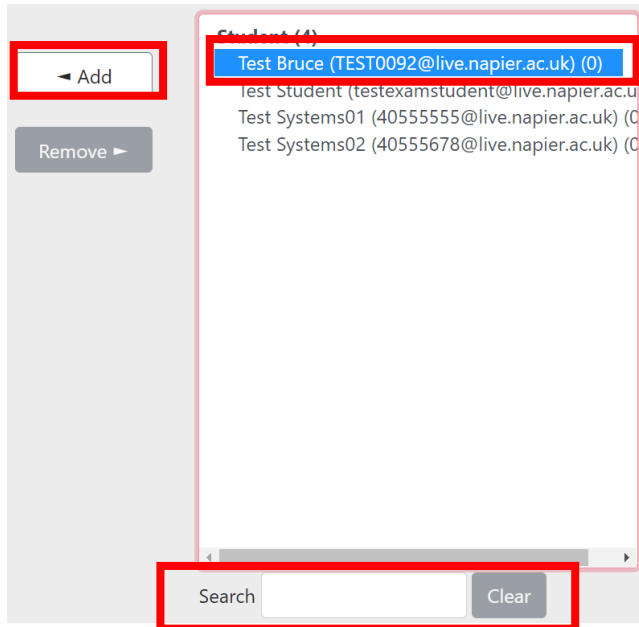 Student (4)
◄ Add
Test Bruce (TEST0092@live.napier.ac.uk) (0)
Test Student (testexamstudent@live.napier.ac.u
Test Systems01 (40555555@live.napier.ac.uk) (0
Remove ►
Test Systems02 (40555678@live.napier.ac.uk) (0
Search
Clear